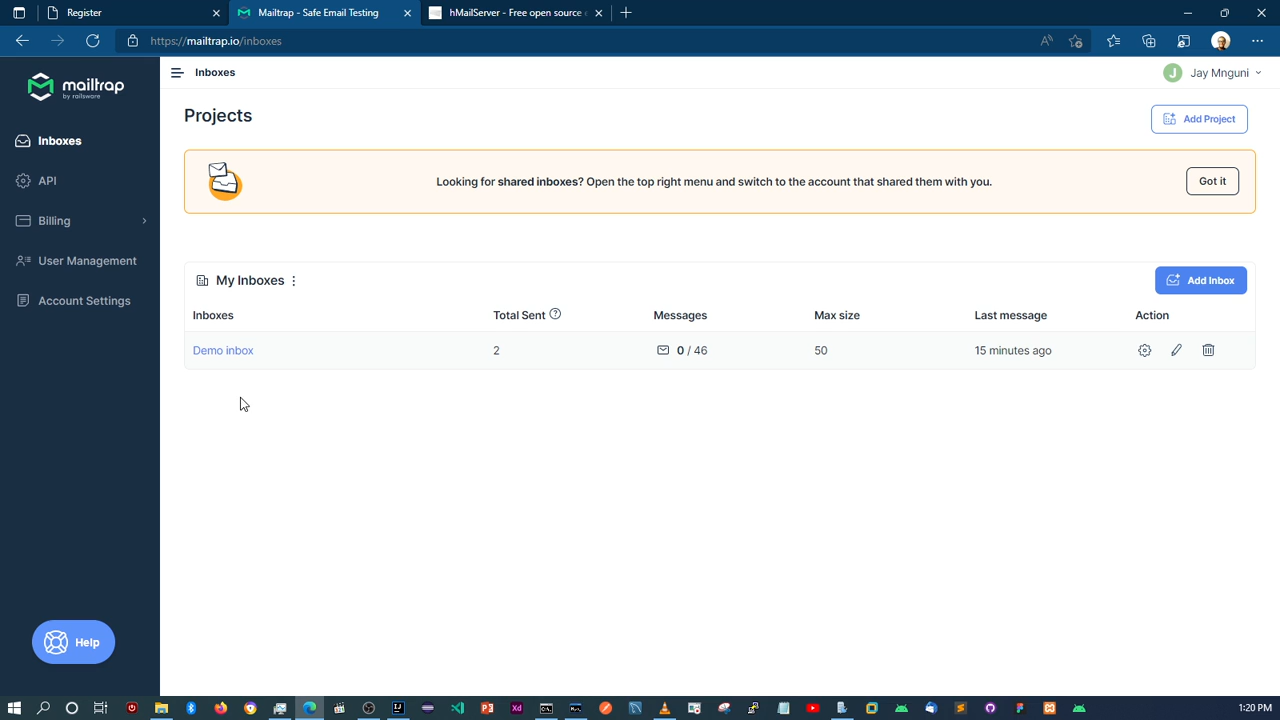 Register
Mailtrap - Safe Email Testing
hMailServer - Free open source
https://mailtrap.io/inboxes
mailtrap
by railsware
Inboxes
J
Jay Mnguni
Projects
Add Project
Looking for shared inboxes? Open the top right menu and switch to the account that shared them with you.
Got it
Inboxes
API
Billing
User Management
Account Settings
My Inboxes
Add Inbox
Inboxes
Total Sent
Messages
Max size
Last message
Action
Demo inbox
2
0 / 46
50
15 minutes ago
Help
1:20 PM